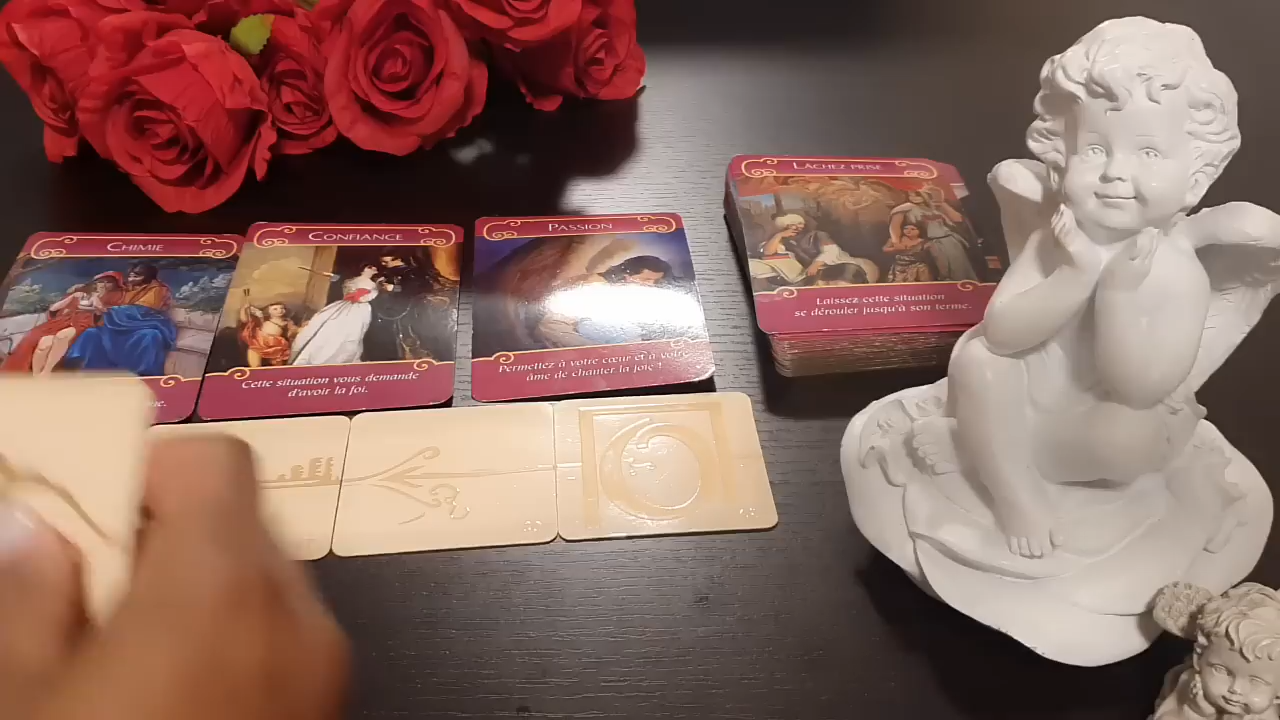 CHIMIE
CONFIANCE
Cette situation vous demande
d'avoir la foi.
PASSION
Permettez à votre cœur et à votre
âme de chanter la joie !
LÂCHEZ PRISE
Laissez cette situation
se dérouler jusqu'à son terme.